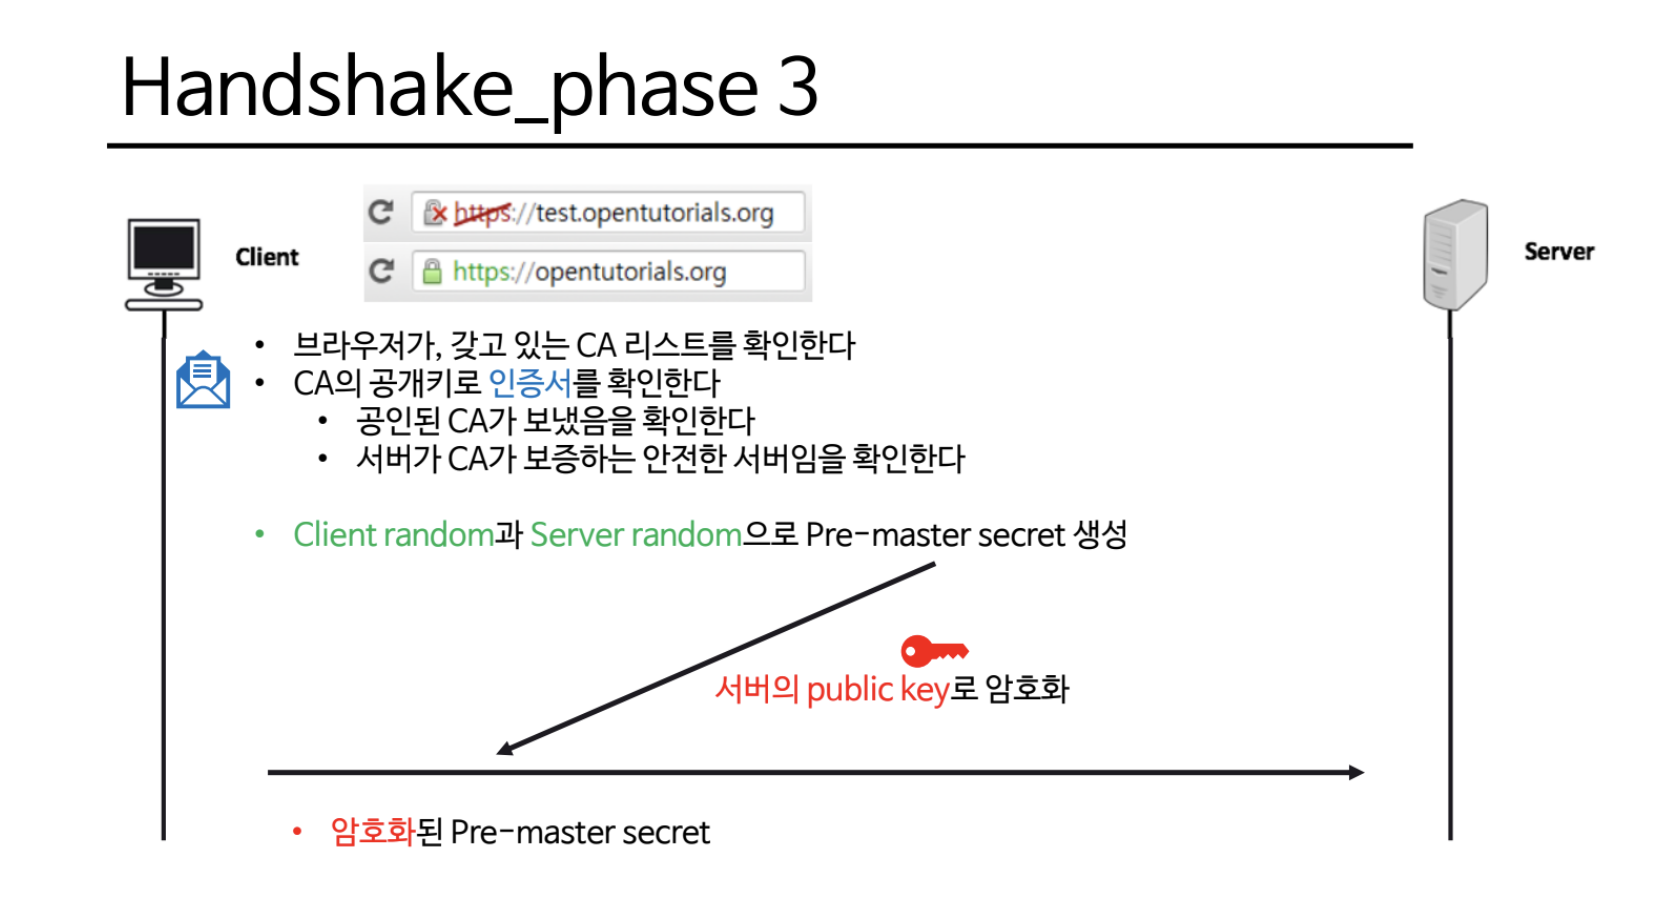 Handshake_phase 3
https://test.opentutorials.org
Client
Server
https://opentutorials.org
• 브라우저가, 갖고 있는 CA 리스트를 확인한다
• CA의 공개키로 인증서를 확인한다
• 공인된 CA가 보냈음을 확인한다
• 서버가 CA가 보증하는 안전한 서버임을 확인한다
• Client random과 Server random으로 Pre-master secret 생성
서버의 public key로 암호화
• 암호화된 Pre-master secret